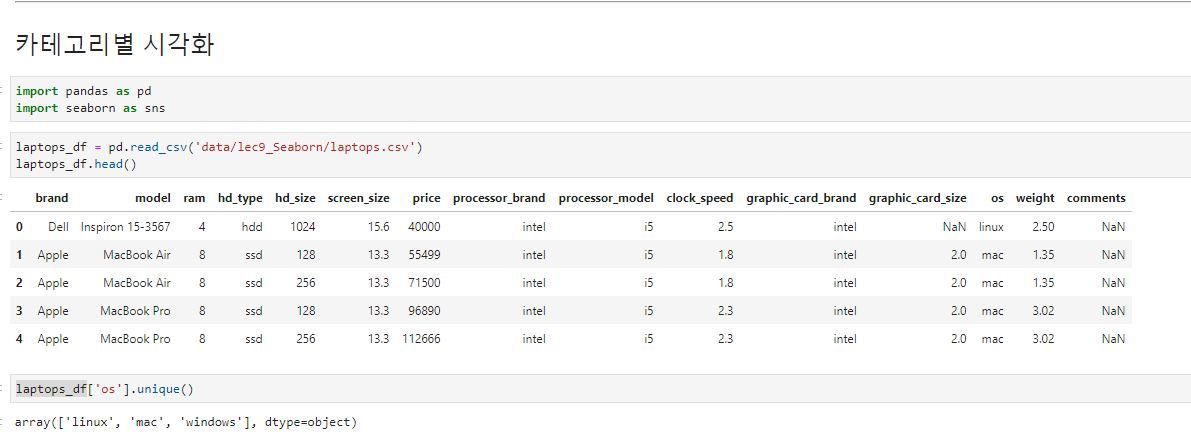 카테고리별 시각화
import pandas as pd
import seaborn as sns
laptops_df = pd.read_csv('data/lec9_Seaborn/laptops.csv')
laptops_df.head()
brand model ram hd_type hd_size screen_size price processor_brand processor_model clock_speed graphic_card_brand graphic_card_size os weight comments
0 Dell Inspiron 15-3567 4 hdd 1024 15.6 40000 intel i5 2.5 intel NaN linux 2.50 NaN
1 Apple MacBook Air 8 ssd 128 13.3 55499 intel i5 1.8 intel 2.0 mac 1.35 NaN
2 Apple MacBook Air 8 ssd 256 13.3 71500 intel i5 1.8 intel 2.0 mac 1.35 NaN
3 Apple MacBook Pro 8 ssd 128 13.3 96890 intel i5 2.3 intel 2.0 mac 3.02 NaN
4 Apple MacBook Pro 8 ssd 256 13.3 112666 intel i5 2.3 intel 2.0 mac 3.02 NaN
laptops_df['os'].unique()
array(['linux', 'mac', 'windows'], dtype=object)